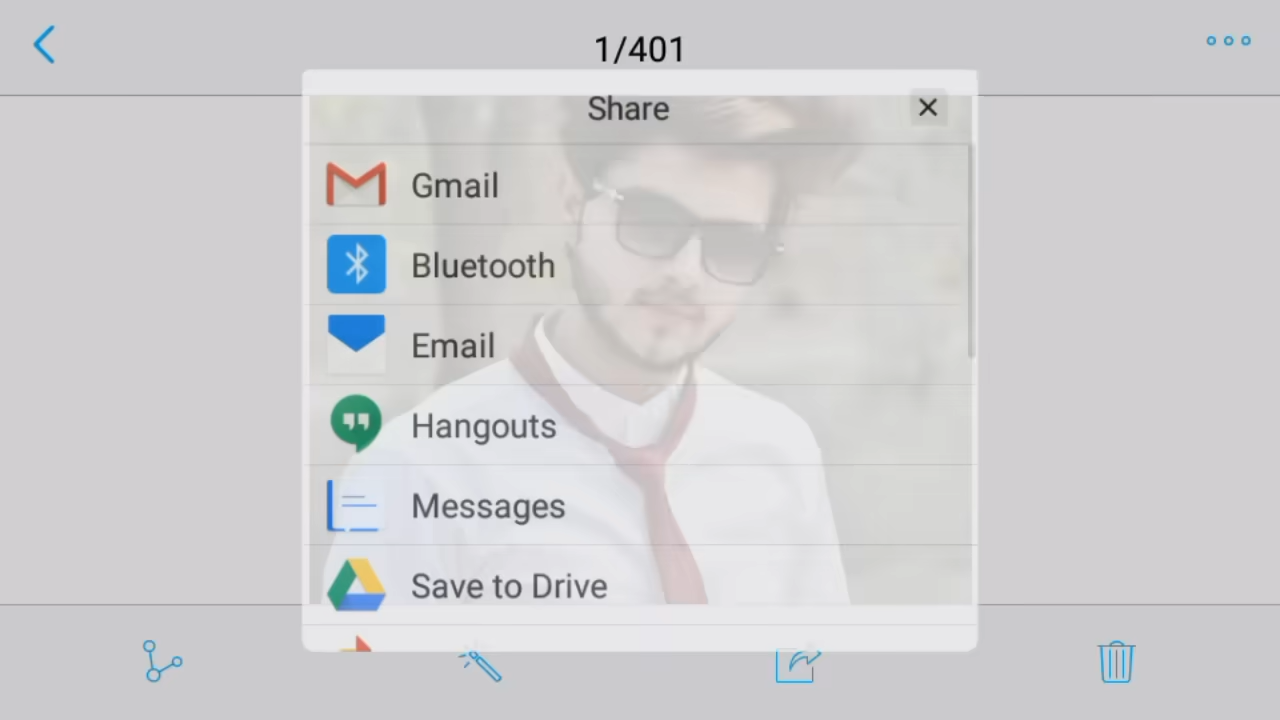 1/401
Share
Gmail
Bluetooth
Email
Hangouts
Messages
Save to Drive